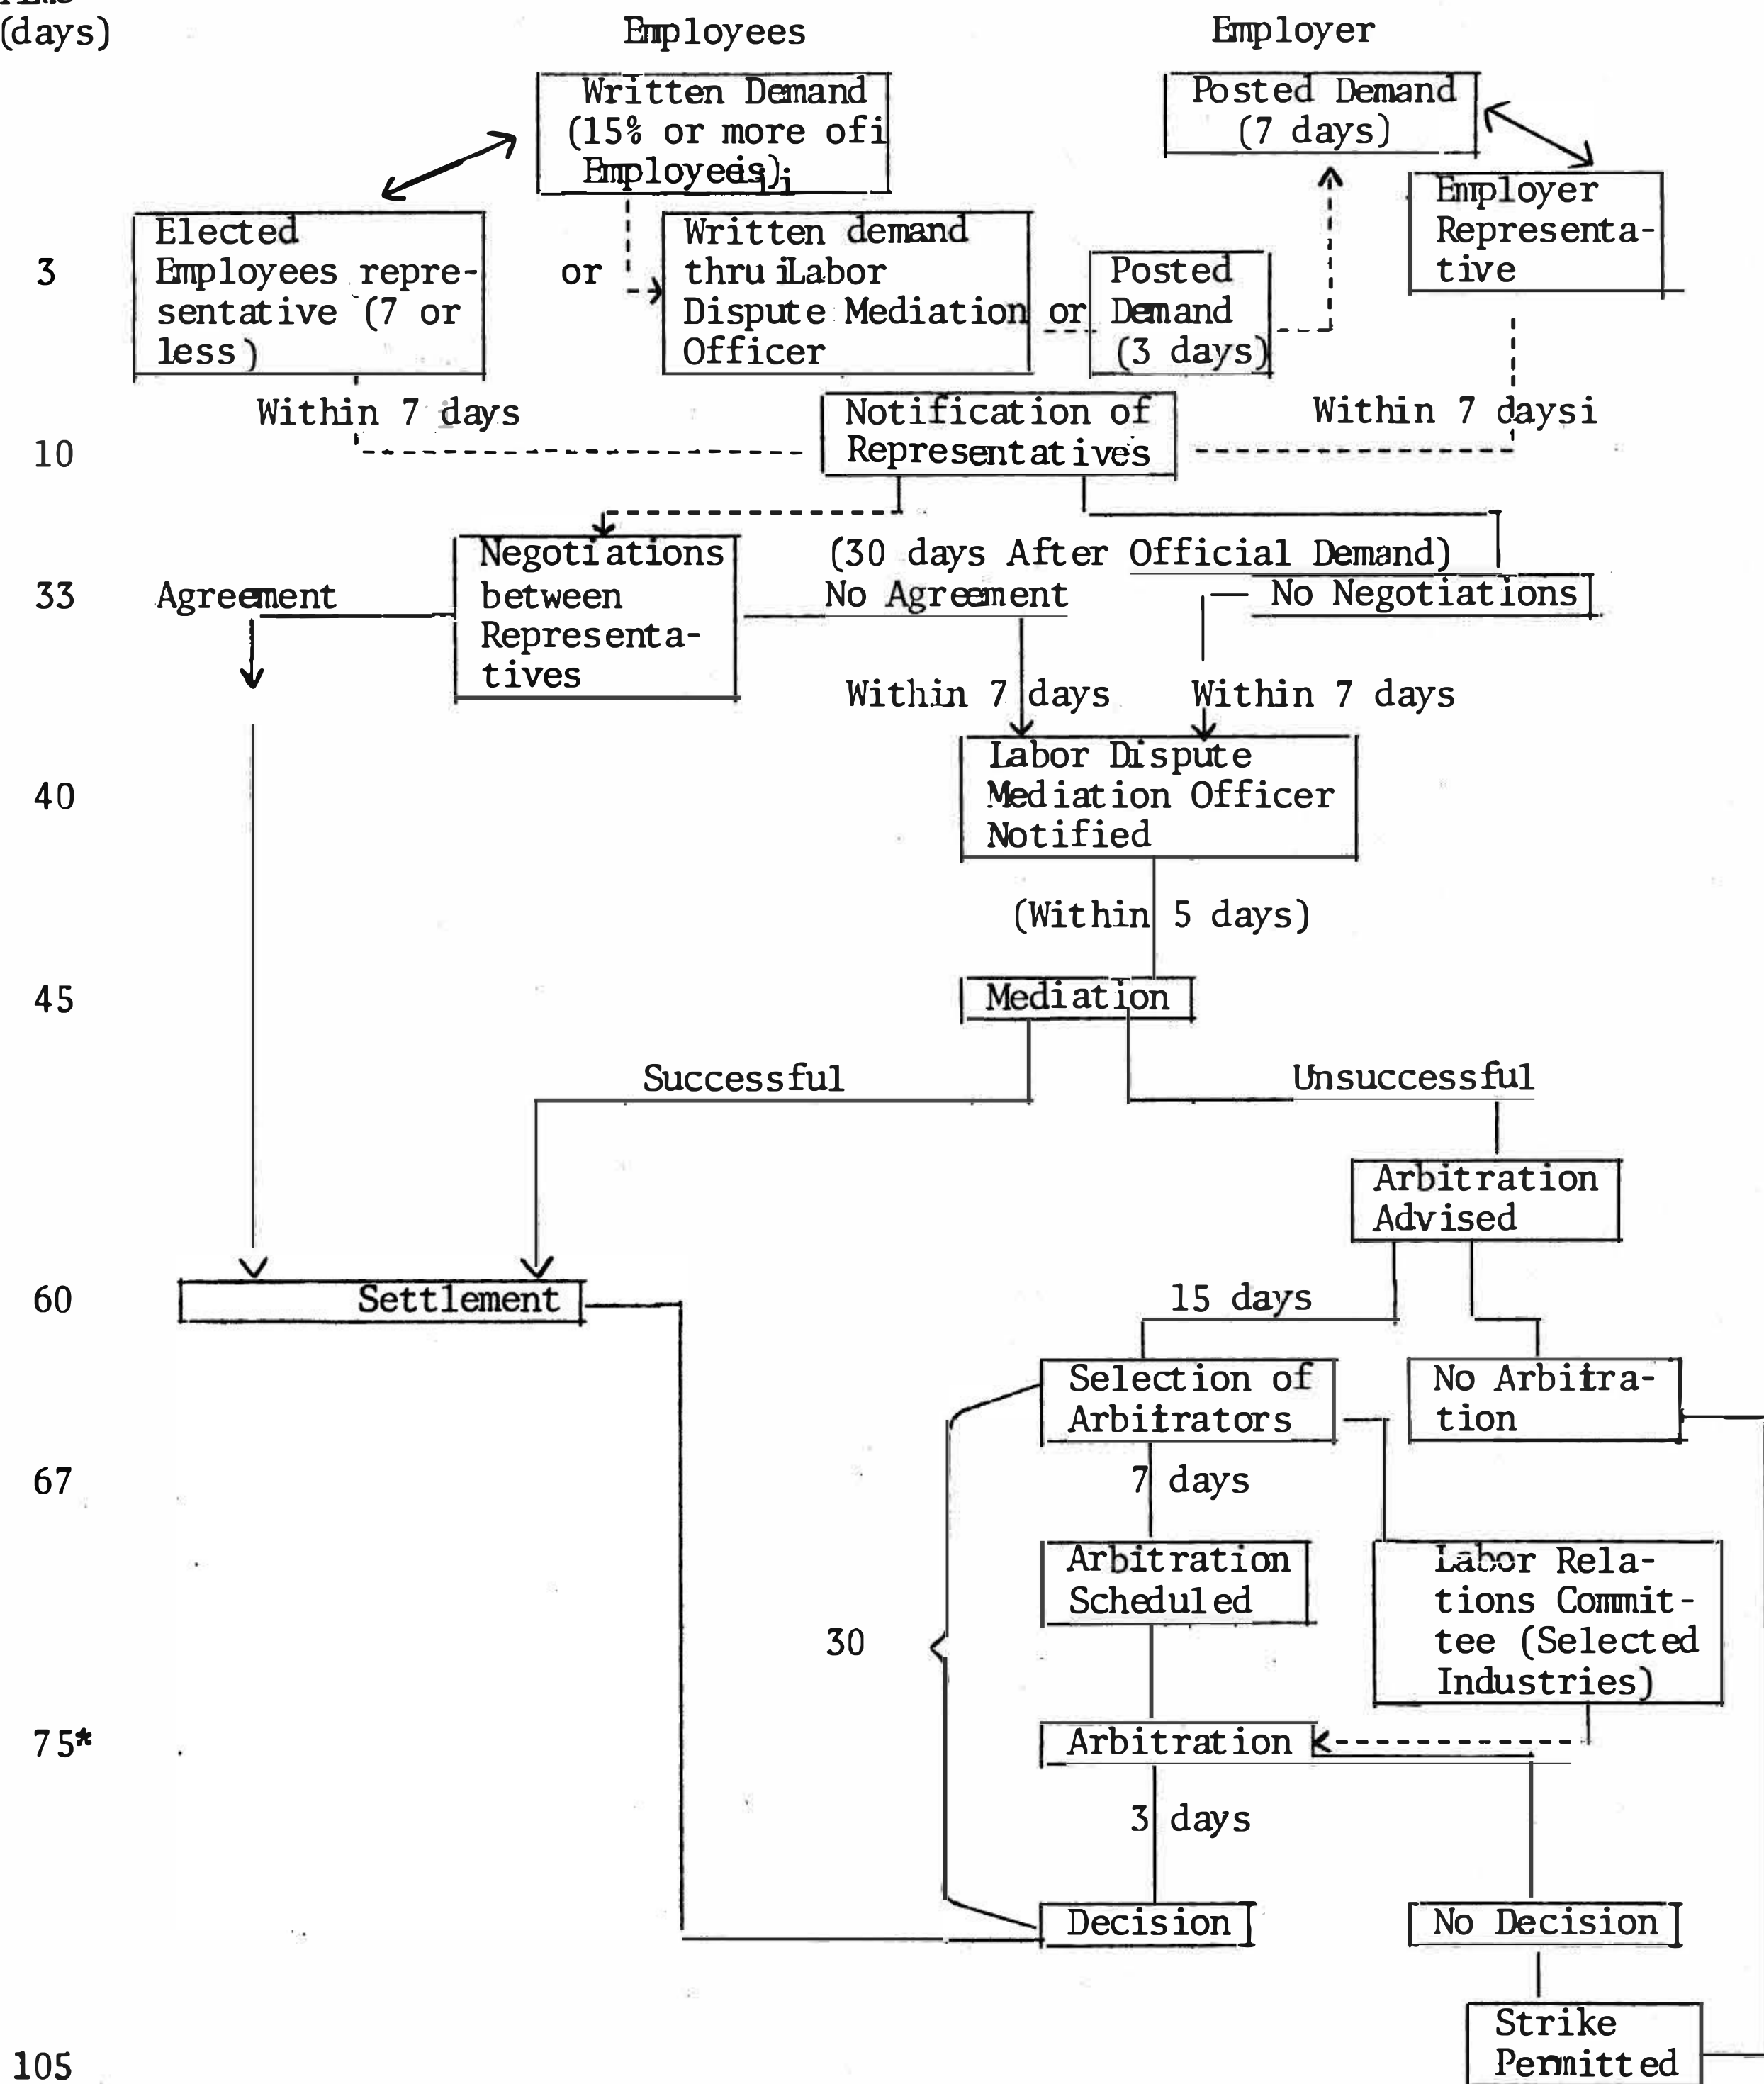 (days)
Employees
Employer
Written Demand
(15% or more ofi
Employees)
Posted Demand
(7 days)
Elected
Employees repre-
sentative (7 or
less)
3
or
Written demand
thru iLabor
Dispute Mediation
Officer
or
Posted
Demand
(3 days)
Employer
Representa-
tive
Within 7 days
Within 7 daysi
10
Notification of
Representatives
33
Agreement
Negotiations
between
Representa-
tives
(30 days After Official Demand)
No Agreement
No Negotiations
Within 7 days
Within 7 days
40
Labor Dispute
Mediation Officer
Notified
(Within 5 days)
45
Mediation
Successful
Unsuccessful
Arbitration
Advised
60
Settlement
15 days
Selection of
Arbitrators
No Arbitra-
tion
67
7 days
Arbitration
Scheduled
Labor Rela-
tions Commit-
tee (Selected
Industries)
30
75*
Arbitration
3 days
Decision
No Decision
105
Strike
Permitted